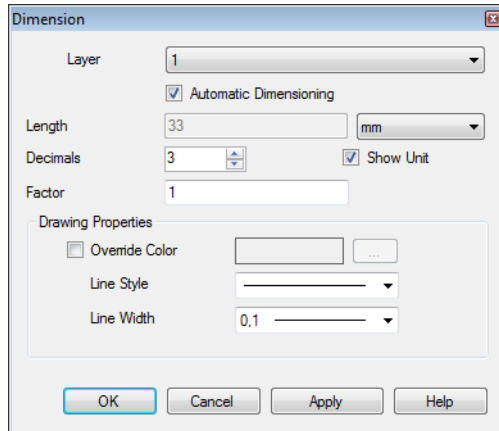 Dimension
Layer 1
Automatic Dimensioning
Length 33 mm
Decimals 3 Show Unit
Factor 1
Drawing Properties
Override Color ...
Line Style
Line Width 0,1
OK Cancel Apply Help